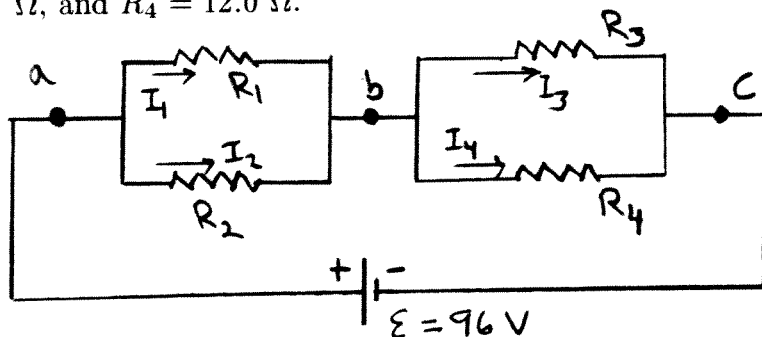 Ω, and R₄ = 12.0 Ω.
R₃
a
R₁
b
I₃
C
I₁
I₂
I₄
R₂
R₄
+ -
ε = 96 V